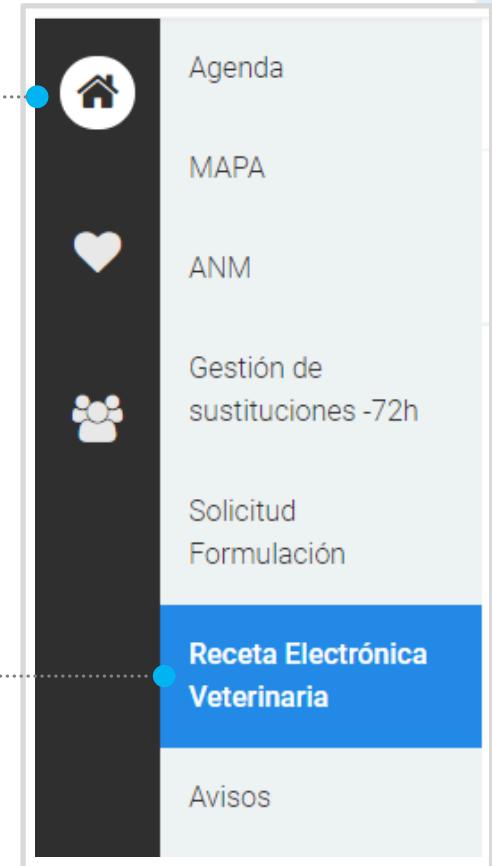 Agenda
MAPA
ANM
Gestión de
sustituciones -72h
Solicitud
Formulación
Receta Electrónica
Veterinaria
Avisos